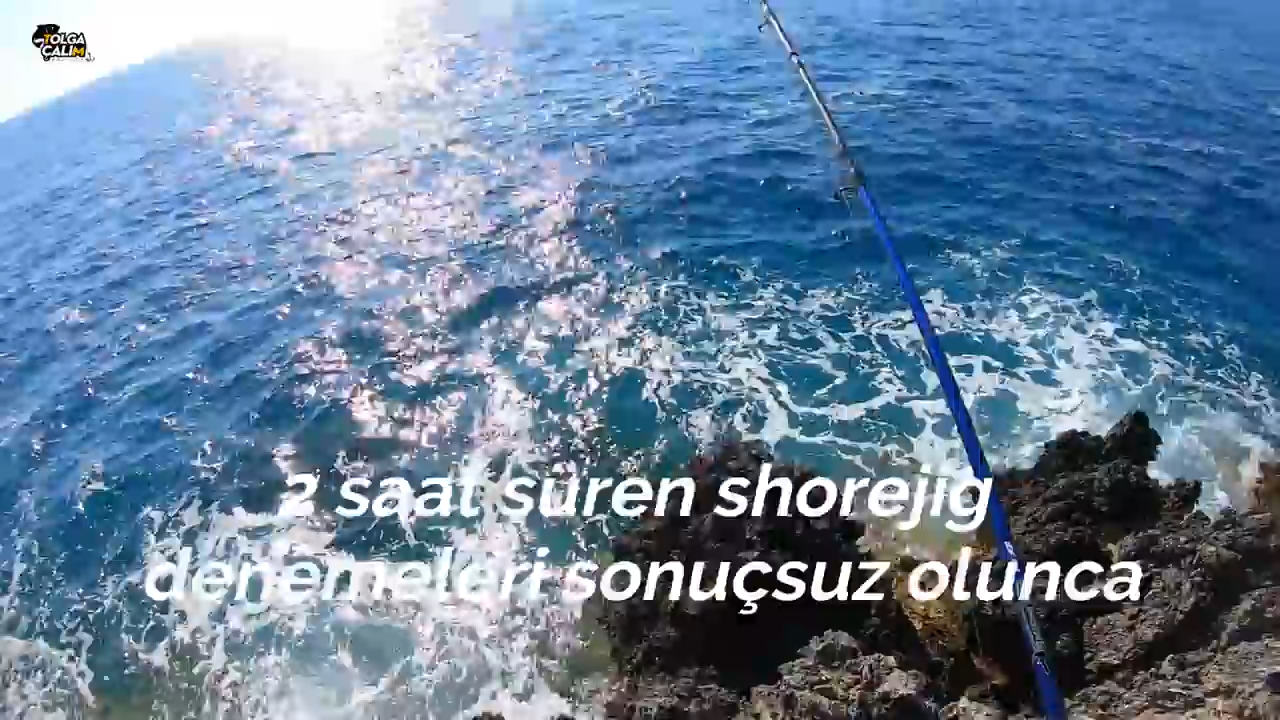 TOLGA
ÇALIM
2 saat süren shorejig
denemeleri sonuçsuz olunca